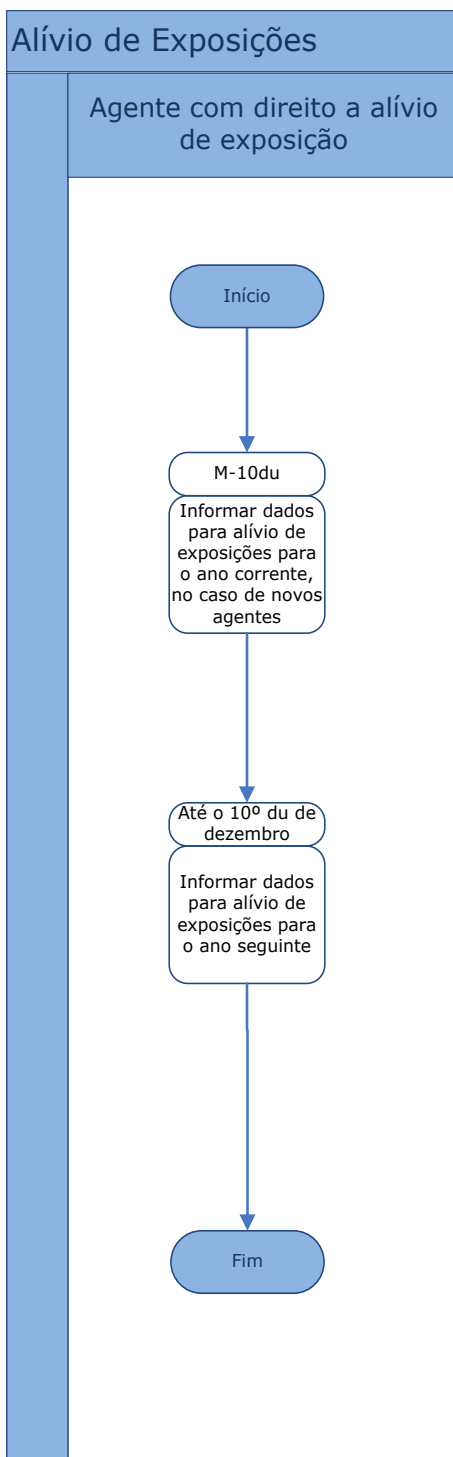 Alívio de Exposições
Agente com direito a alívio
de exposição
Início
M-10du
Informar dados
para alívio de
exposições para
o ano corrente,
no caso de novos
agentes
Até o 10º du de
dezembro
Informar dados
para alívio de
exposições para
o ano seguinte
Fim